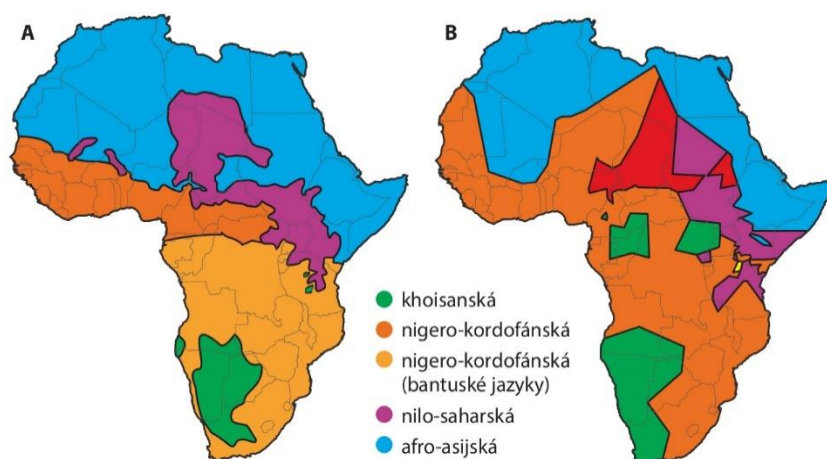 A
B
khoisanská
nigero-kordofánská
nigero-kordofánská
(bantuské jazyky)
nilo-saharská
afro-asijská